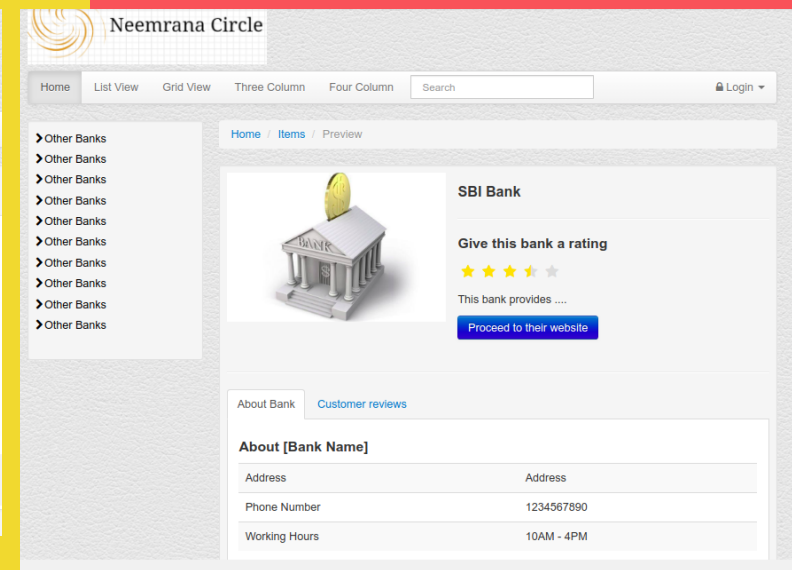 Neemrana Circle
Home List View Grid View Three Column Four Column Search Login
Other Banks
Other Banks
Other Banks
Other Banks
Other Banks
Other Banks
Other Banks
Other Banks
Other Banks
Other Banks
Home / Items / Preview
BANK
SBI Bank
Give this bank a rating
This bank provides ....
Proceed to their website
About Bank Customer reviews
About [Bank Name]
Address Address
Phone Number 1234567890
Working Hours 10AM - 4PM